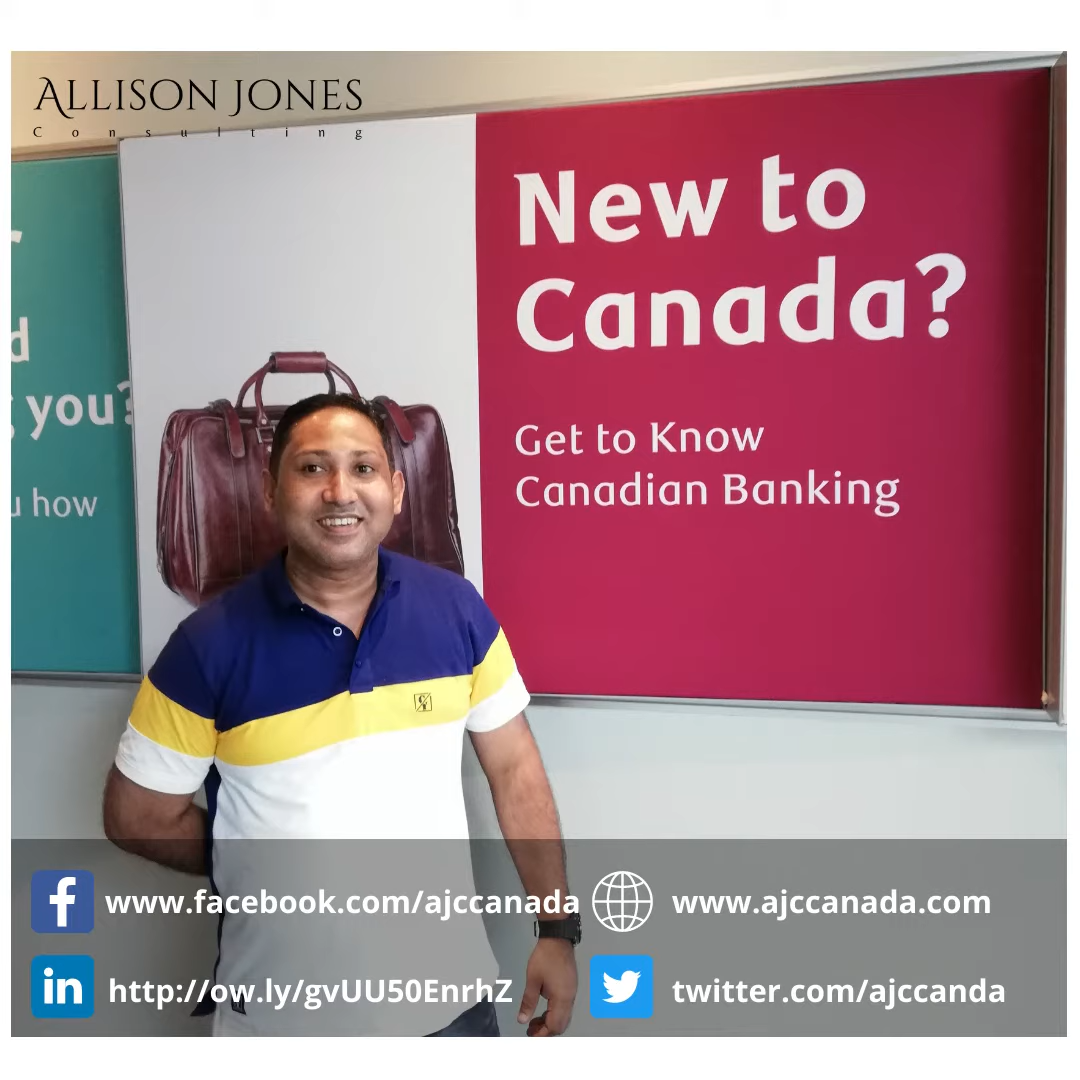 ALLISON JONES
Consulting
New to
Canada?
Get to Know
Canadian Banking
d
you?
u how
www.facebook.com/ajccanada
www.ajccanada.com
http://ow.ly/gvUU50EnrhZ
twitter.com/ajccanda